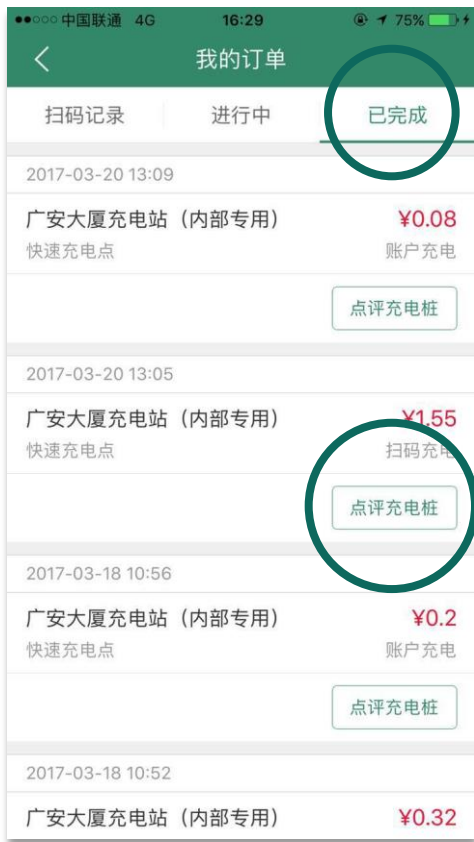 中国联通 4G 16:29 75%
我的订单
扫码记录 进行中 已完成
2017-03-20 13:09
广安大厦充电站（内部专用） ¥0.08
快速充电点 账户充电
点评充电桩
2017-03-20 13:05
广安大厦充电站（内部专用） ¥1.55
快速充电点 扫码充电
点评充电桩
2017-03-18 10:56
广安大厦充电站（内部专用） ¥0.2
快速充电点 账户充电
点评充电桩
2017-03-18 10:52
广安大厦充电站（内部专用） ¥0.32